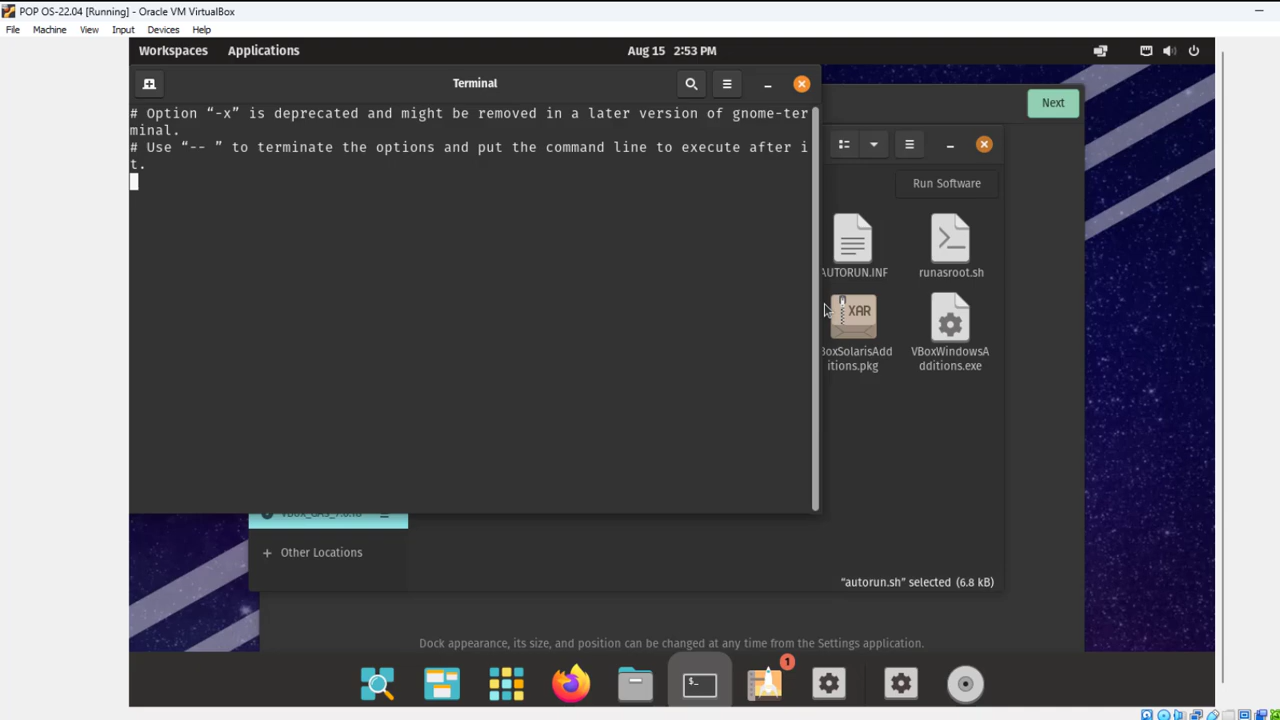 POP OS-22.04 [Running] - Oracle VM VirtualBox
File Machine View Input Devices Help
Workspaces Applications Aug 15 2:53 PM
Terminal
Next
# Option “-x” is deprecated and might be removed in a later version of gnome-ter
minal.
# Use “-- ” to terminate the options and put the command line to execute after i
t.
Run Software
AUTORUN.INF
runasroot.sh
XAR
BoxSolarisAdd
itions.pkg
VBoxWindowsA
dditions.exe
Other Locations
“autorun.sh” selected (6.8 kB)
Dock appearance, its size, and position can be changed at any time from the Settings application.
$_
1